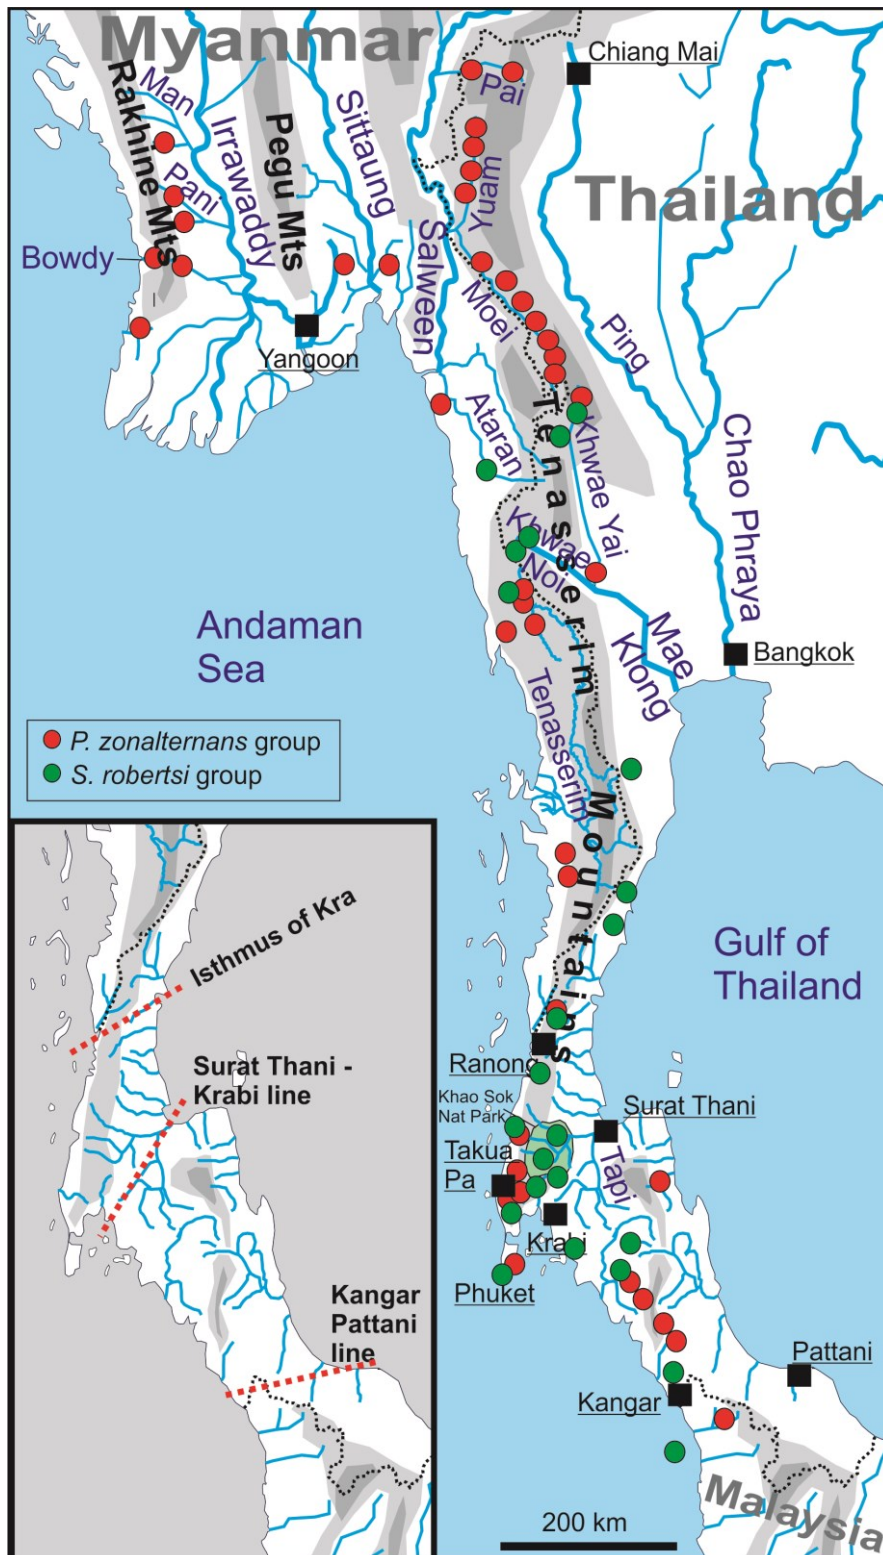 Myanmar
Chiang Mai
Man
Rakhine Mts
Irrawaddy
Pegu Mts
Sittaung
Pai
Pani
Yuam
Thailand
Bowdy
Salween
Moei
Yangoon
Ping
Ataran
Tenasserim Mountains
Khwae Yai
Chao Phraya
Khwae
Noi
Mae
Klong
Bangkok
Andaman
Sea
Tenasserim
P. zonalternans group
S. robertsi group
Gulf of
Thailand
Isthmus of Kra
Surat Thani -
Krabi line
Kangar
Pattani
line
Ranong
Khao Sok
Nat Park
Surat Thani
Takua
Pa
Tapi
Krabi
Phuket
Pattani
Kangar
Malaysia
200 km